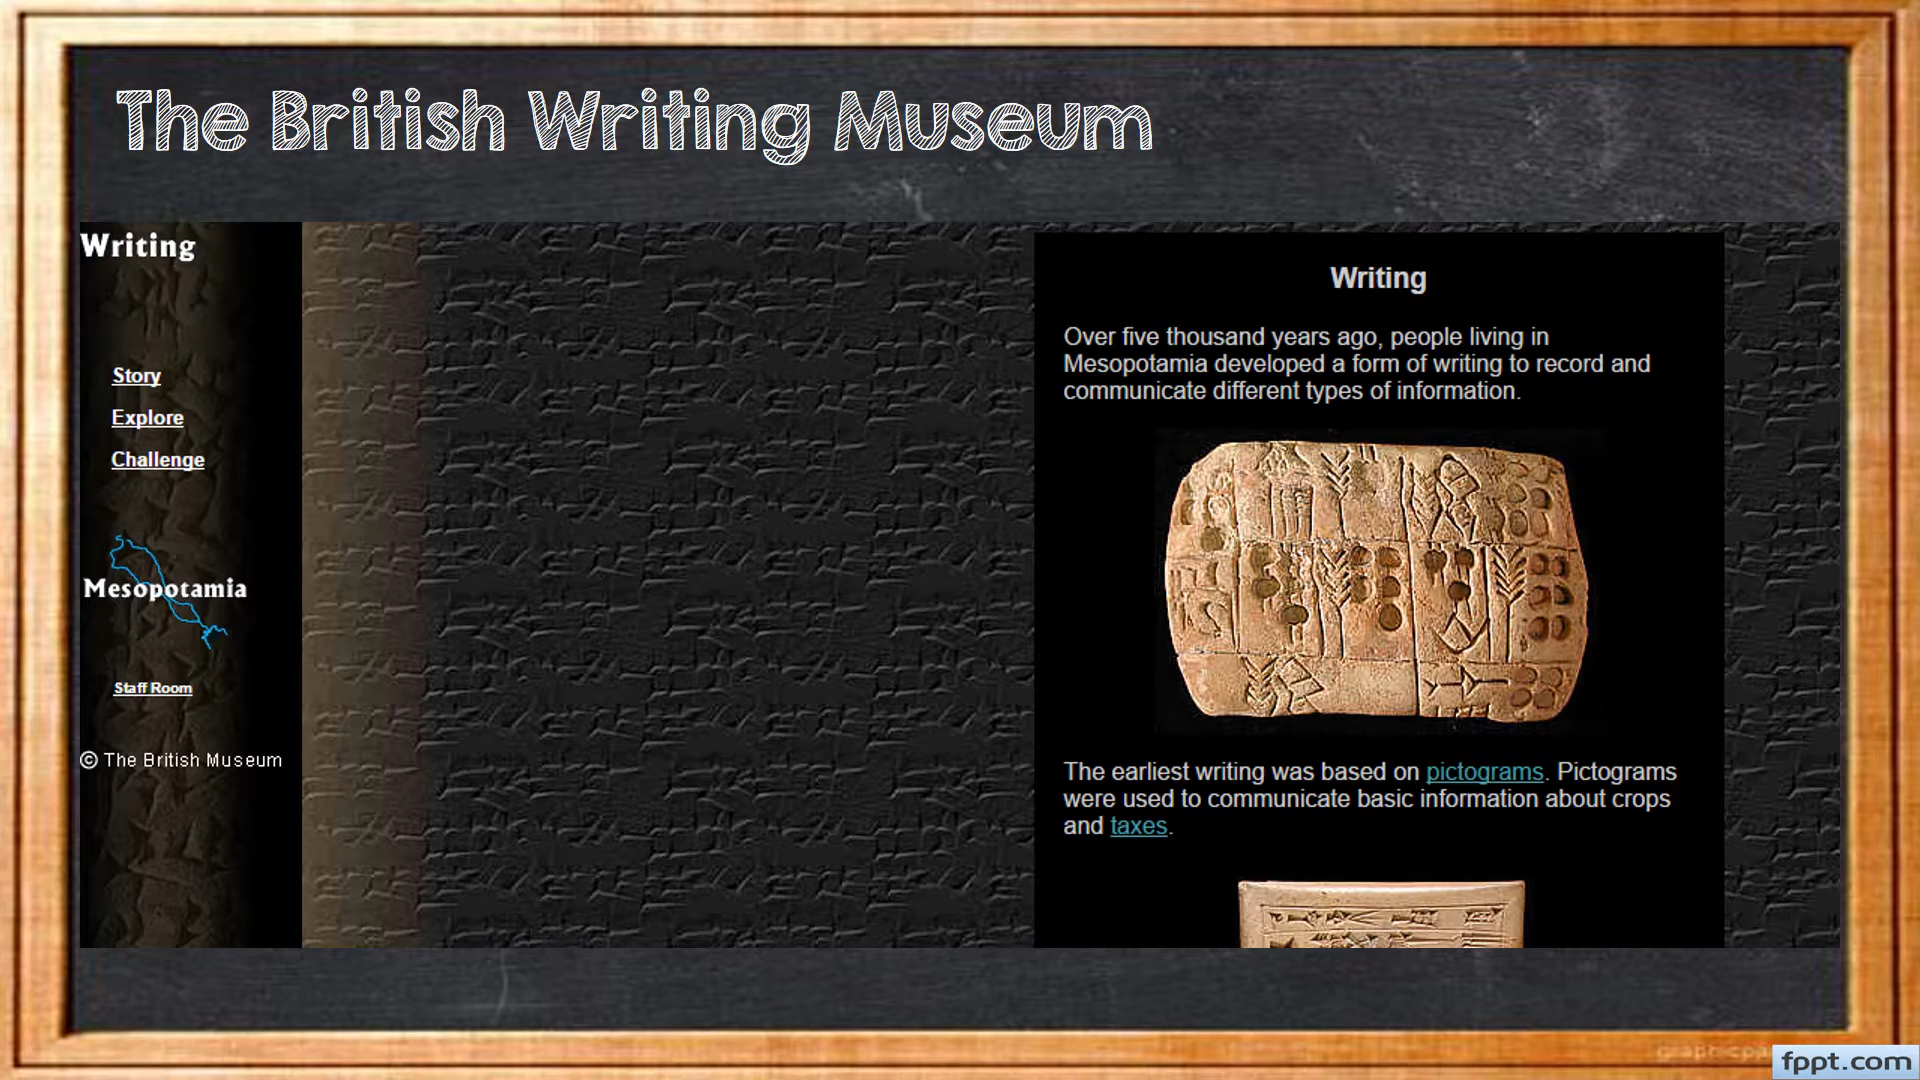 The British Writing Museum
Writing
Story
Explore
Challenge
Mesopotamia
Staff Room
© The British Museum
Writing
Over five thousand years ago, people living in
Mesopotamia developed a form of writing to record and
communicate different types of information.
The earliest writing was based on pictograms. Pictograms
were used to communicate basic information about crops
and taxes.
fppt.com